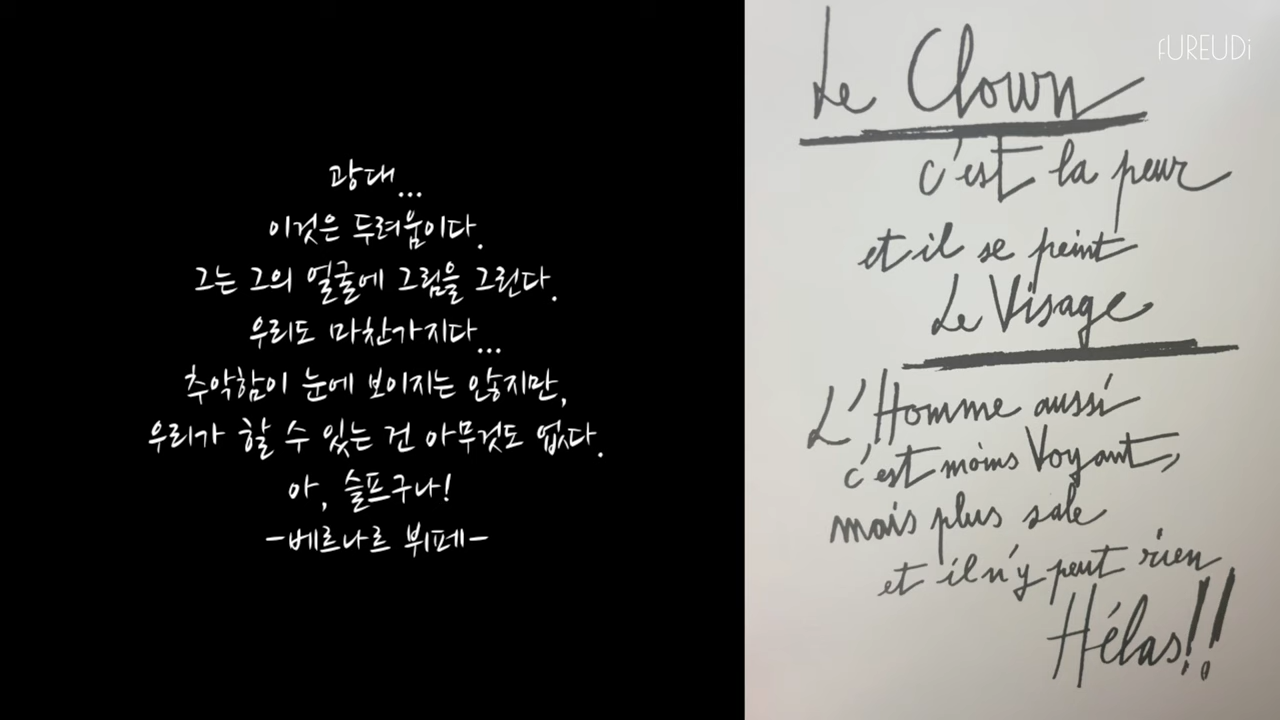 광대...
이것은 두려움이다.
그는 그의 얼굴에 그림을 그린다.
우리도 마찬가지다...
추악함이 눈에 보이지는 않지만,
우리가 할 수 있는 건 아무것도 없다.
아, 슬프구나!
-베르나르 뷔페-
fUREUDi
Le Clown
c'est la peur
et il se peint
Le Visage
L'Homme aussi
c'est moins Voyant,
mais plus sale
et il n'y peut rien
Hélas!!